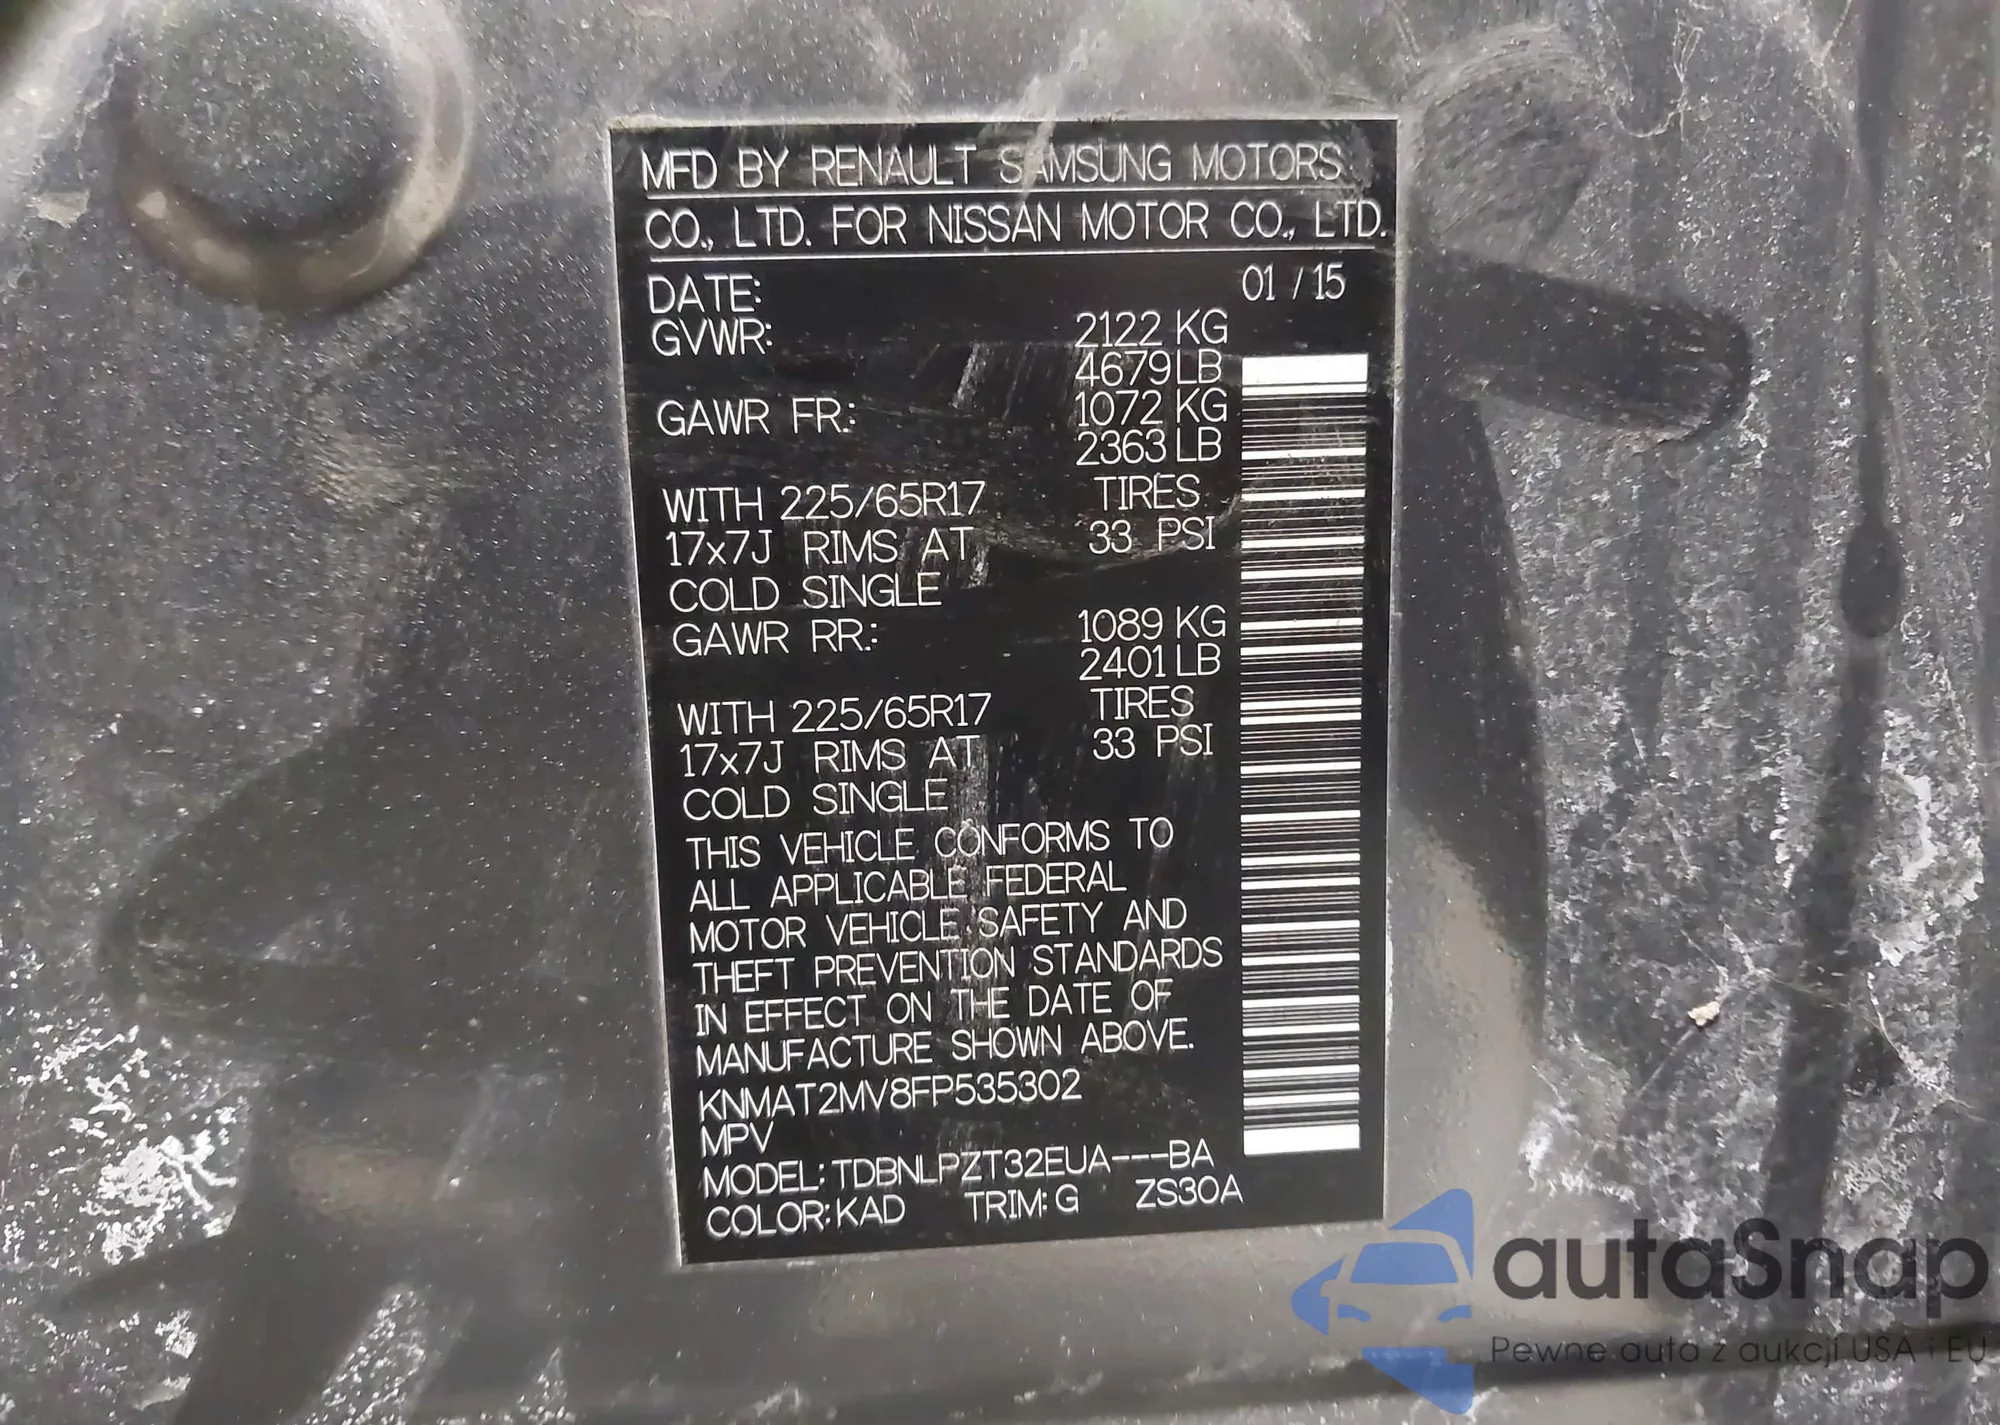 MFD BY RENAULT SAMSUNG MOTORS
CO., LTD. FOR NISSAN MOTOR CO., LTD.
DATE: 01 / 15
GVWR: 2122 KG
4679 LB
GAWR FR.: 1072 KG
2363 LB
WITH 225/65R17 TIRES
17x7J RIMS AT 33 PSI
COLD SINGLE
GAWR RR.: 1089 KG
2401 LB
WITH 225/65R17 TIRES
17x7J RIMS AT 33 PSI
COLD SINGLE
THIS VEHICLE CONFORMS TO
ALL APPLICABLE FEDERAL
MOTOR VEHICLE SAFETY AND
THEFT PREVENTION STANDARDS
IN EFFECT ON THE DATE OF
MANUFACTURE SHOWN ABOVE.
KNMAT2MV8FP535302
MPV
MODEL: TDBNLPZT32EUA---BA
COLOR: KAD TRIM: G ZS30A
autaSnap
Pewne auta z aukcji USA i EU